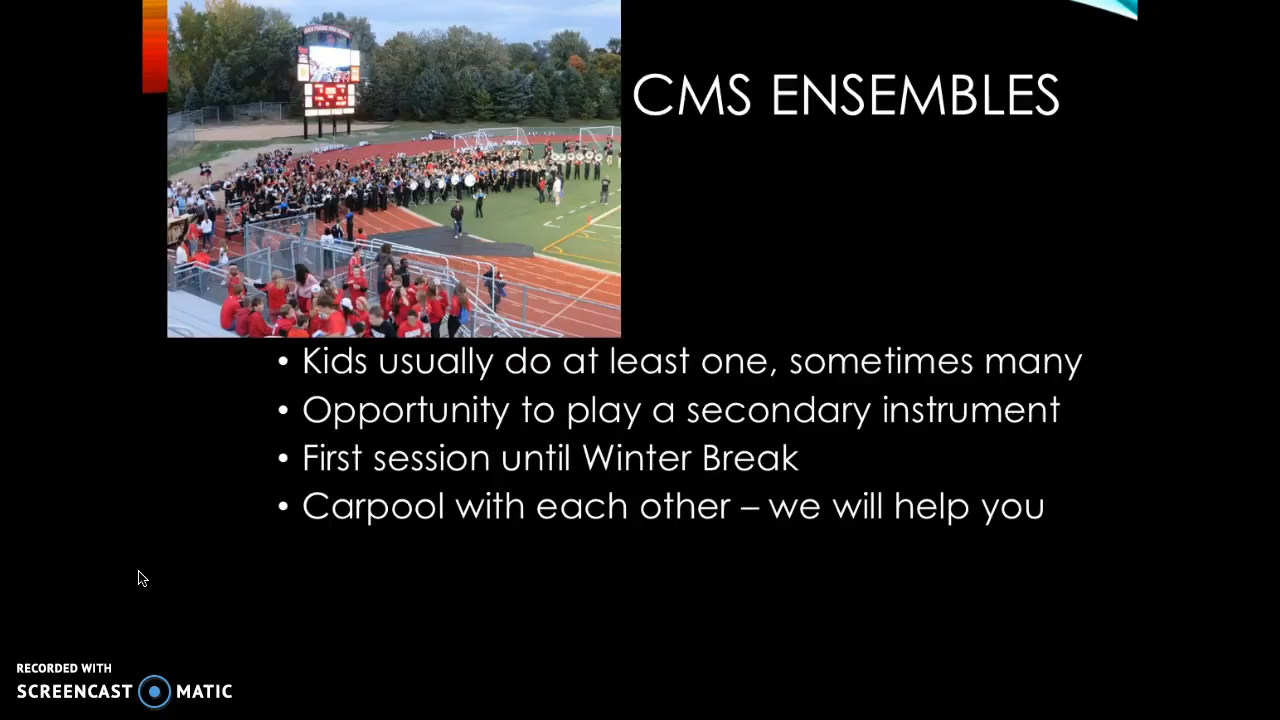 CMS ENSEMBLES
• Kids usually do at least one, sometimes many
• Opportunity to play a secondary instrument
• First session until Winter Break
• Carpool with each other – we will help you
RECORDED WITH
SCREENCAST MATIC